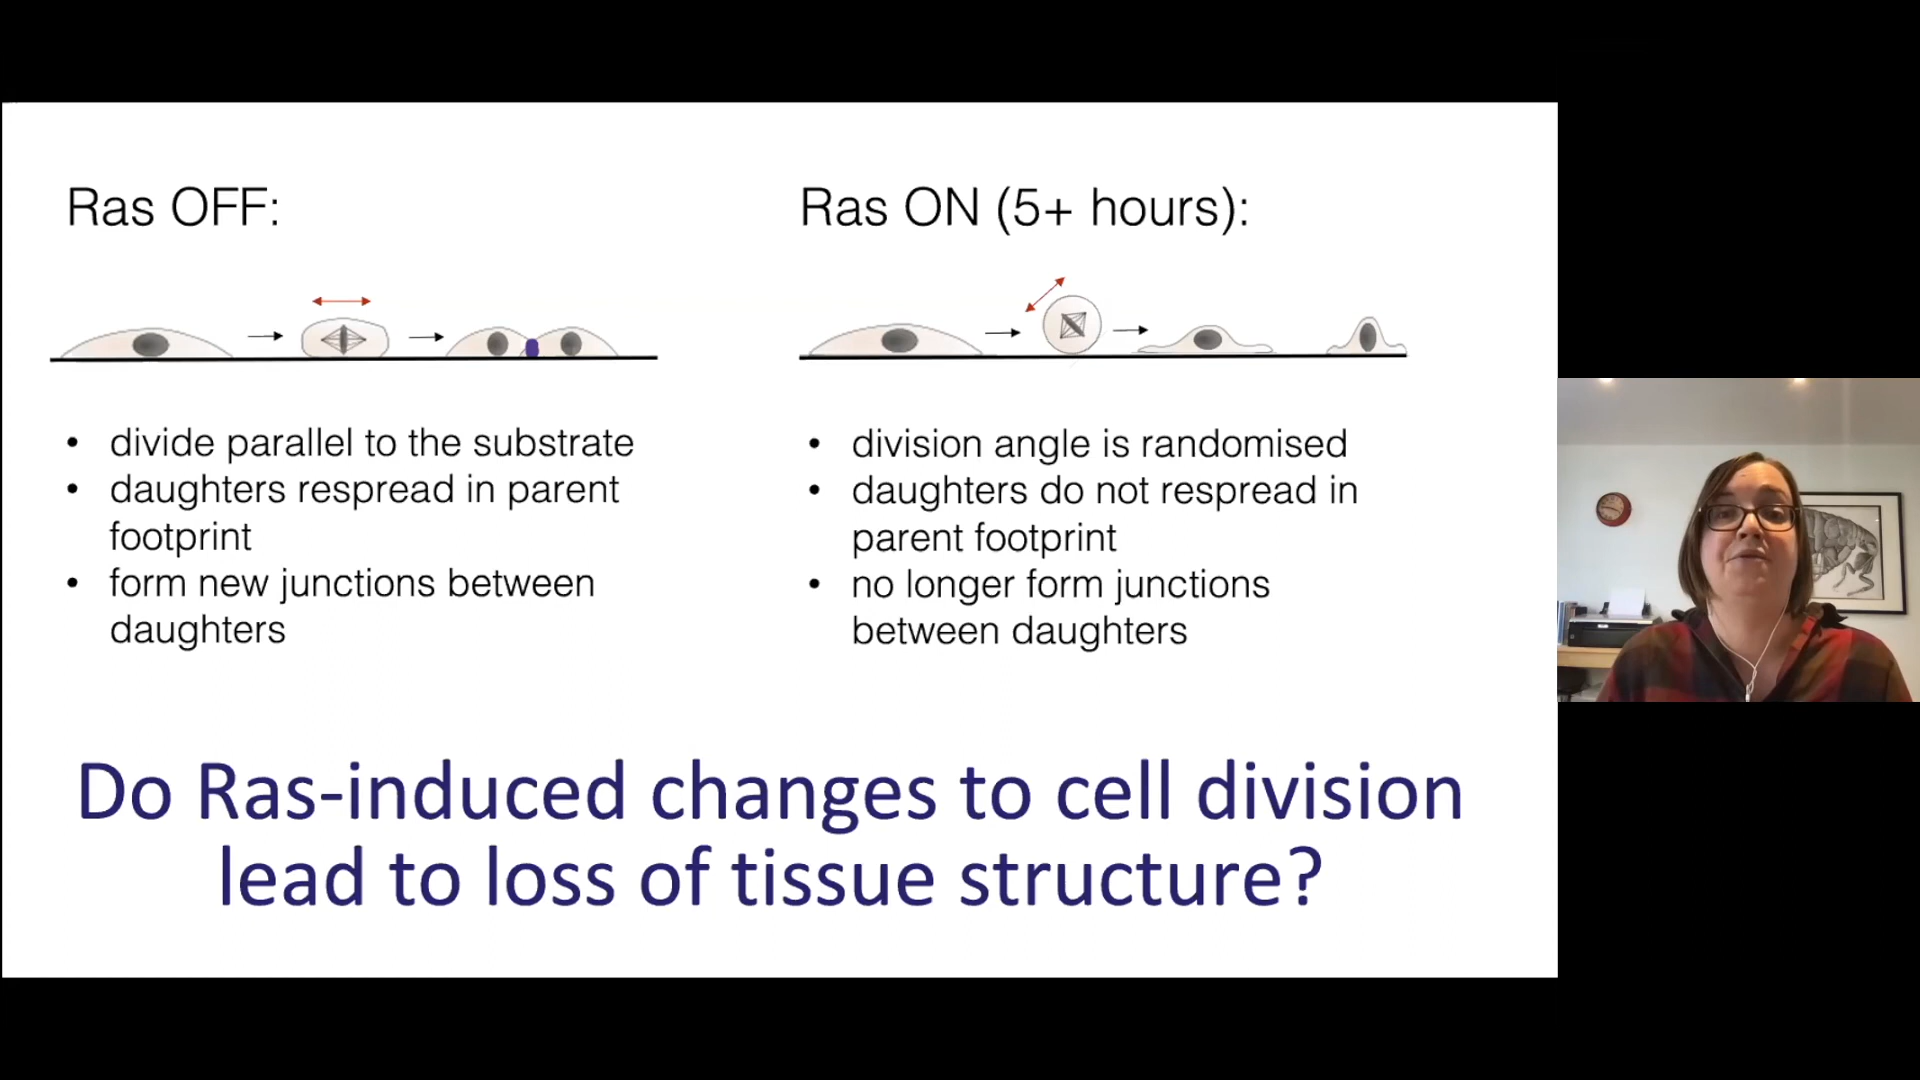 Ras OFF:
• divide parallel to the substrate
• daughters respread in parent
footprint
• form new junctions between
daughters
Ras ON (5+ hours):
• division angle is randomised
• daughters do not respread in
parent footprint
• no longer form junctions
between daughters
Do Ras-induced changes to cell division
lead to loss of tissue structure?